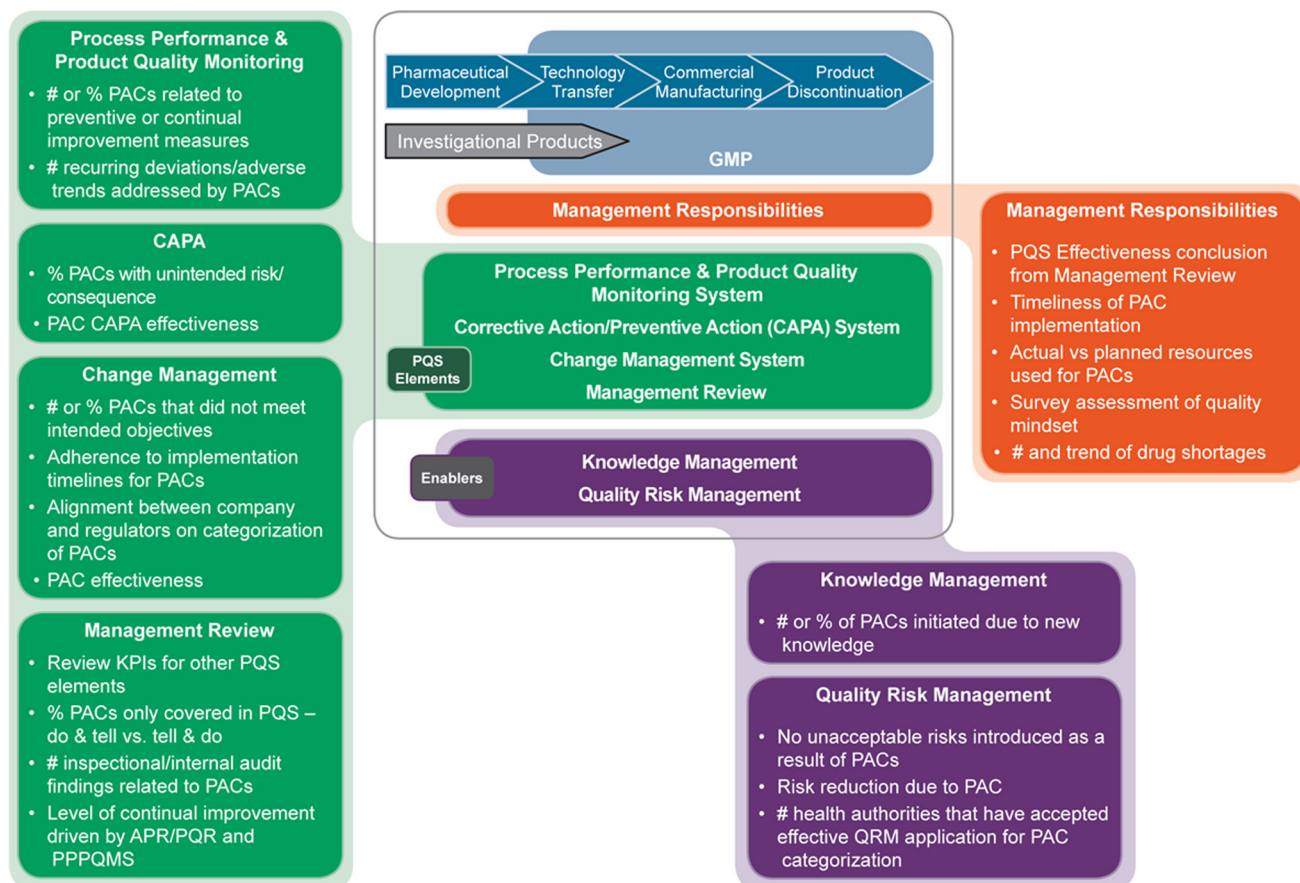 Process Performance &
Product Quality Monitoring
• # or % PACs related to
preventive or continual
improvement measures
• # recurring deviations/adverse
trends addressed by PACs
CAPA
• % PACs with unintended risk/
consequence
• PAC CAPA effectiveness
Change Management
• # or % PACs that did not meet
intended objectives
• Adherence to implementation
timelines for PACs
• Alignment between company
and regulators on categorization
of PACs
• PAC effectiveness
Management Review
• Review KPIs for other PQS
elements
• % PACs only covered in PQS –
do & tell vs. tell & do
• # inspectional/internal audit
findings related to PACs
• Level of continual improvement
driven by APR/PQR and
PPPQMS
Pharmaceutical
Development
Technology
Transfer
Commercial
Manufacturing
Product
Discontinuation
Investigational Products
GMP
Management Responsibilities
PQS
Elements
Process Performance & Product Quality
Monitoring System
Corrective Action/Preventive Action (CAPA) System
Change Management System
Management Review
Enablers
Knowledge Management
Quality Risk Management
Management Responsibilities
• PQS Effectiveness conclusion
from Management Review
• Timeliness of PAC
implementation
• Actual vs planned resources
used for PACs
• Survey assessment of quality
mindset
• # and trend of drug shortages
Knowledge Management
• # or % of PACs initiated due to new
knowledge
Quality Risk Management
• No unacceptable risks introduced as a
result of PACs
• Risk reduction due to PAC
• # health authorities that have accepted
effective QRM application for PAC
categorization